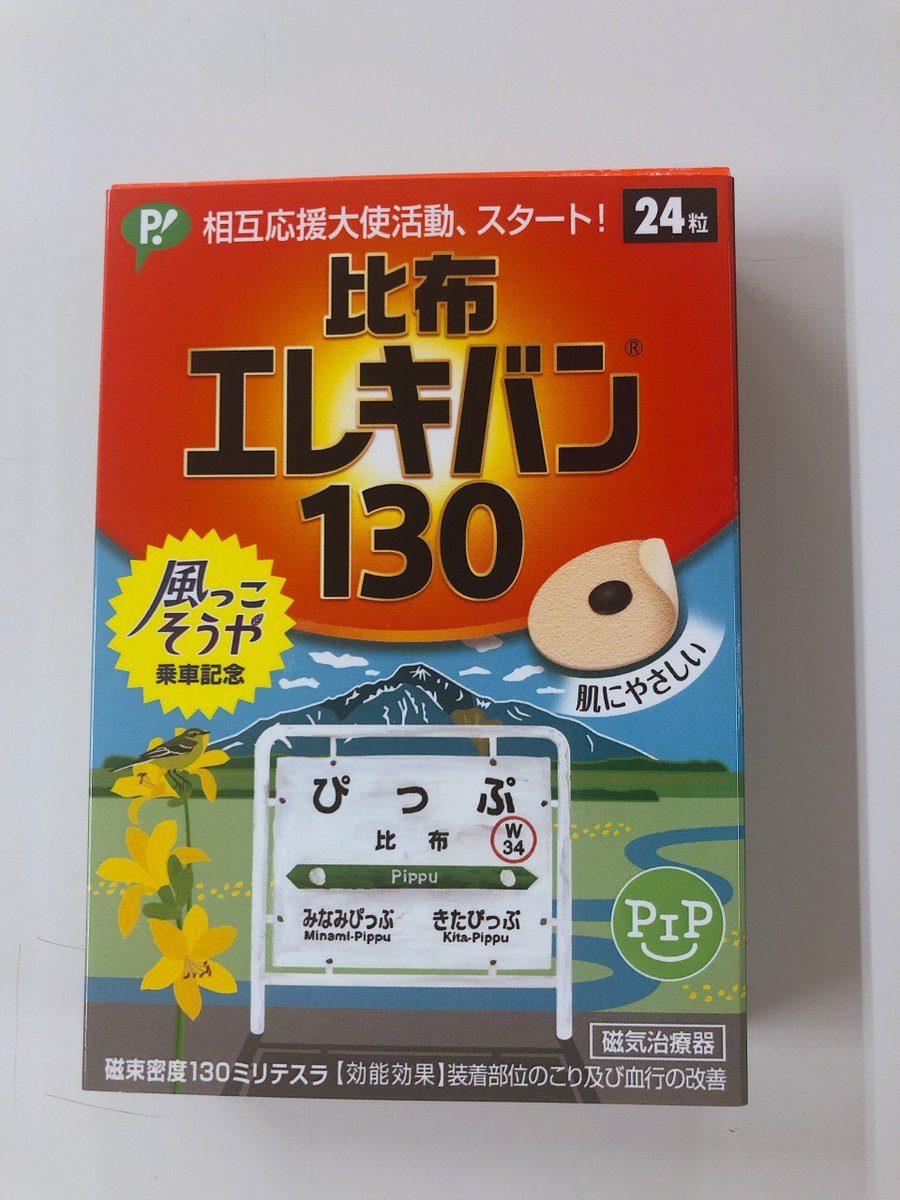 P!
相互応援大使活動、スタート!
24粒
比布
エレキバン®
130
風っこ
そうや
乗車記念
肌にやさしい
ぴっぷ
比布
W
34
Pippu
みなみぴっぷ
きたぴっぷ
Minami-Pippu
Kita-Pippu
PIP
磁気治療器
磁束密度130ミリテスラ【効能効果】装着部位のこり及び血行の改善